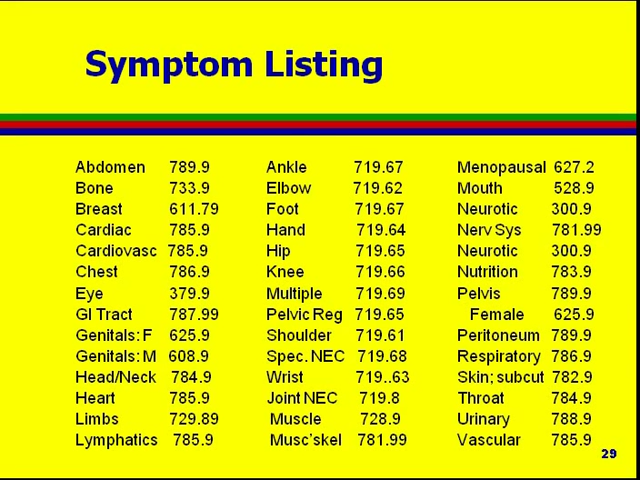 Symptom Listing
Abdomen 789.9
Bone 733.9
Breast 611.79
Cardiac 785.9
Cardiovasc 785.9
Chest 786.9
Eye 379.9
GI Tract 787.99
Genitals: F 625.9
Genitals: M 608.9
Head/Neck 784.9
Heart 785.9
Limbs 729.89
Lymphatics 785.9
Ankle 719.67
Elbow 719.62
Foot 719.67
Hand 719.64
Hip 719.65
Knee 719.66
Multiple 719.69
Pelvic Reg 719.65
Shoulder 719.61
Spec. NEC 719.68
Wrist 719..63
Joint NEC 719.8
Muscle 728.9
Musc'skel 781.99
Menopausal 627.2
Mouth 528.9
Neurotic 300.9
Nerv Sys 781.99
Neurotic 300.9
Nutrition 783.9
Pelvis 789.9
Female 625.9
Peritoneum 789.9
Respiratory 786.9
Skin; subcut 782.9
Throat 784.9
Urinary 788.9
Vascular 785.9
29